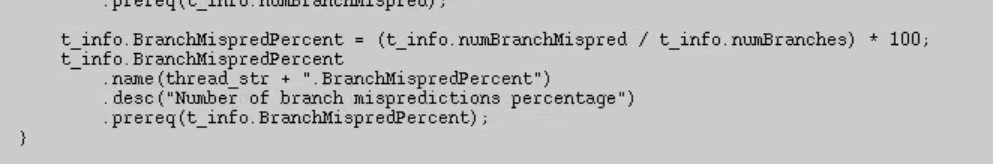 .prereq(t_info.numBranchMispred);
t_info.BranchMispredPercent = (t_info.numBranchMispred / t_info.numBranches) * 100;
t_info.BranchMispredPercent
.name(thread_str + ".BranchMispredPercent")
.desc("Number of branch mispredictions percentage")
.prereq(t_info.BranchMispredPercent);
}